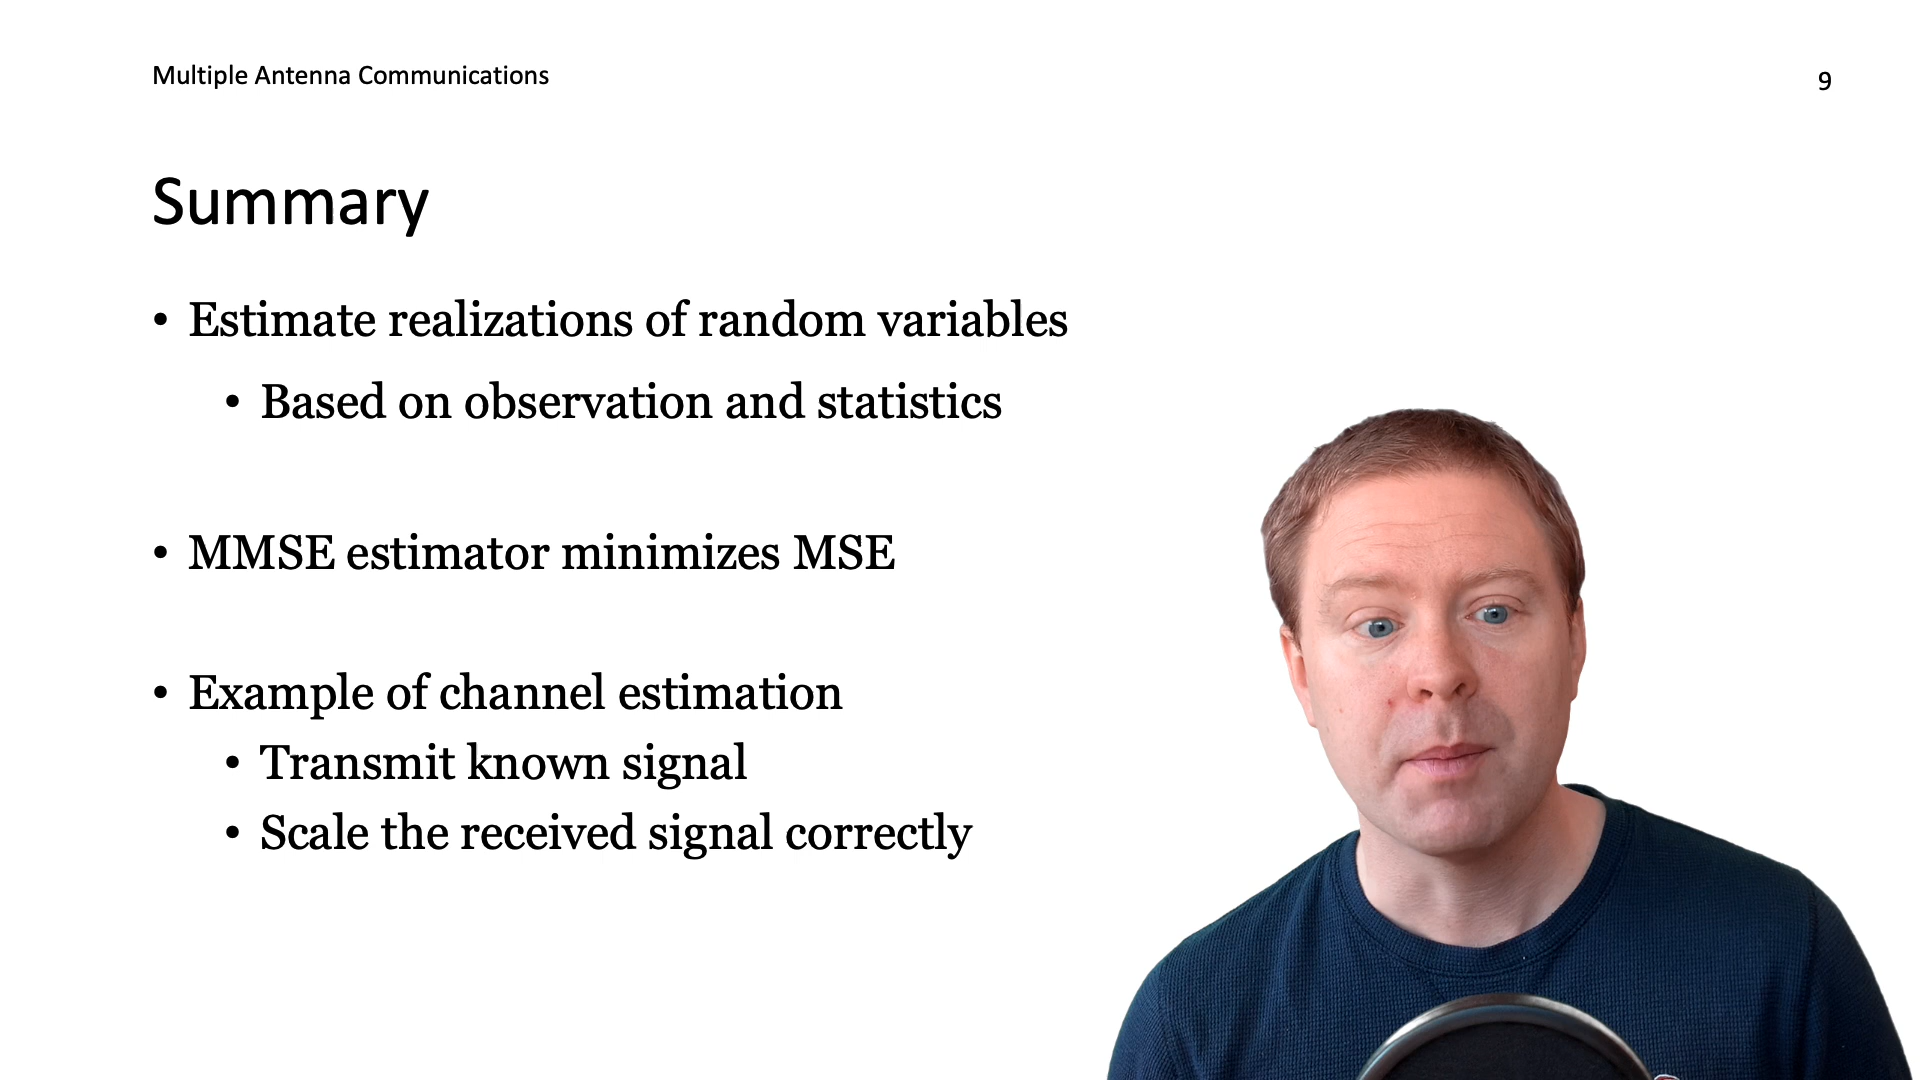 Multiple Antenna Communications
9
Summary
• Estimate realizations of random variables
• Based on observation and statistics
• MMSE estimator minimizes MSE
• Example of channel estimation
• Transmit known signal
• Scale the received signal correctly